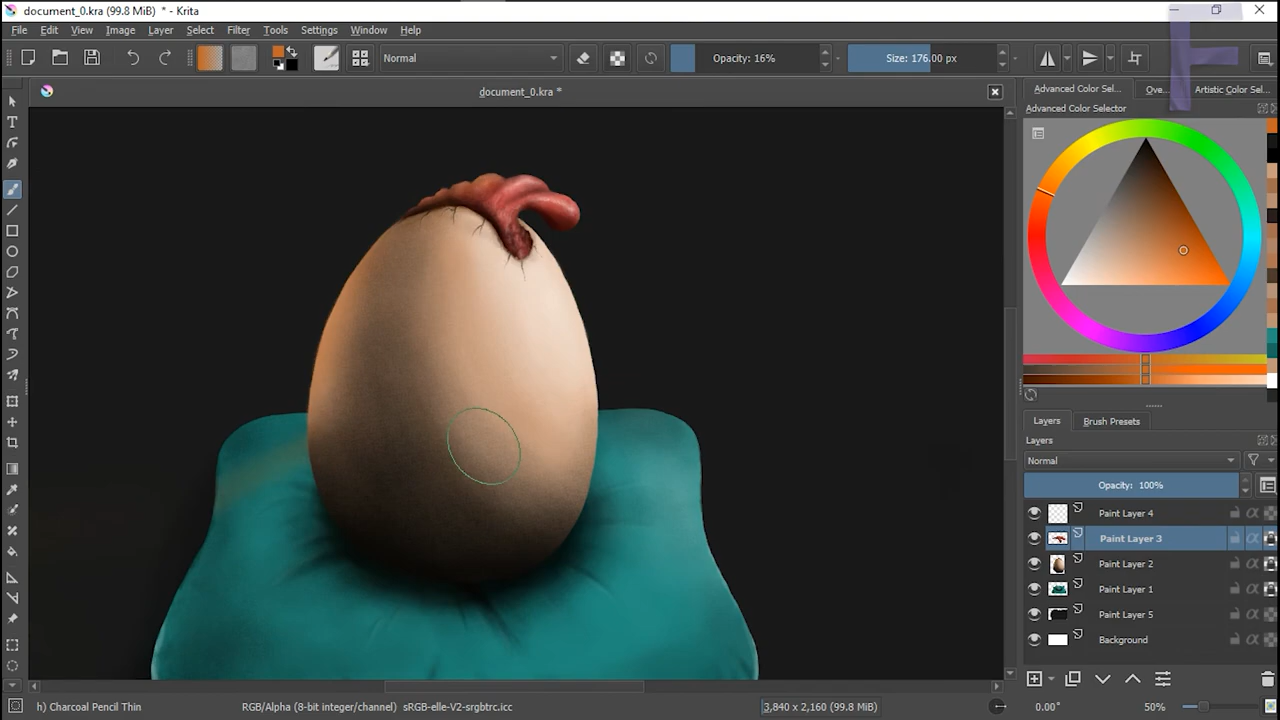 document_0.kra (99.8 MiB) * - Krita
File Edit View Image Layer Select Filter Tools Settings Window Help
Normal Opacity: 16% Size: 176.00 px
document_0.kra *
Advanced Color Sel... Ove... Artistic Color Sel...
Advanced Color Selector
Layers Brush Presets
Layers
Normal
Opacity: 100%
Paint Layer 4
Paint Layer 3
Paint Layer 2
Paint Layer 1
Paint Layer 5
Background
h) Charcoal Pencil Thin RGB/Alpha (8-bit integer/channel) sRGB-elle-V2-srgbtrc.icc 3,840 x 2,160 (99.8 MiB) 0.00° 50%